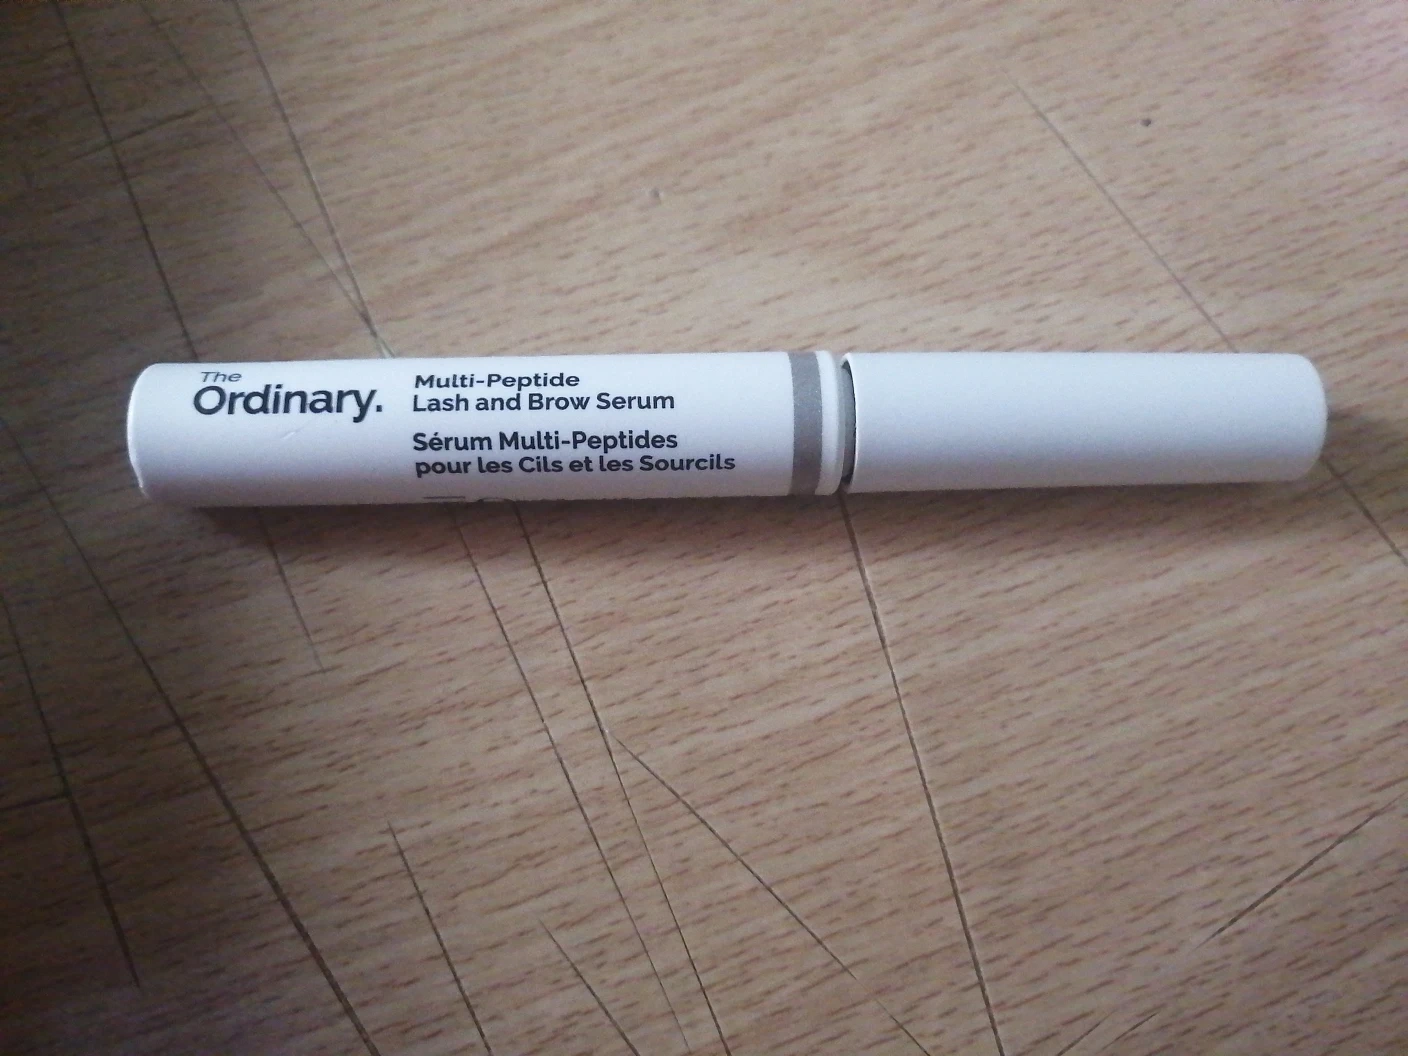 The
Ordinary.
Multi-Peptide
Lash and Brow Serum
Sérum Multi-Peptides
pour les Cils et les Sourcils